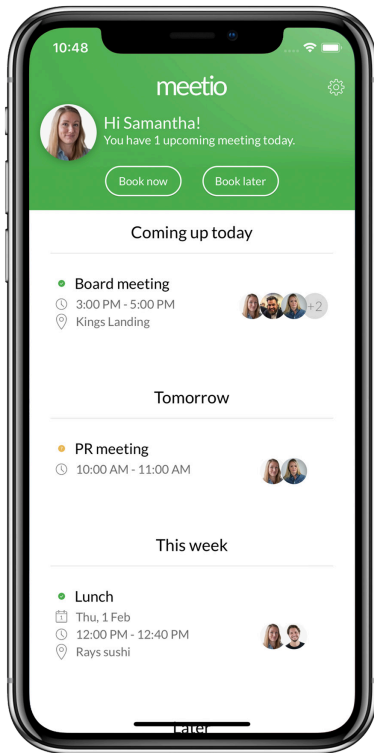 10:48
meetio
Hi Samantha!
You have 1 upcoming meeting today.
Book now
Book later
Coming up today
Board meeting
3:00 PM - 5:00 PM
+2
Kings Landing
Tomorrow
PR meeting
10:00 AM - 11:00 AM
This week
Lunch
1
Thu, 1 Feb
12:00 PM - 12:40 PM
Rays sushi
Later